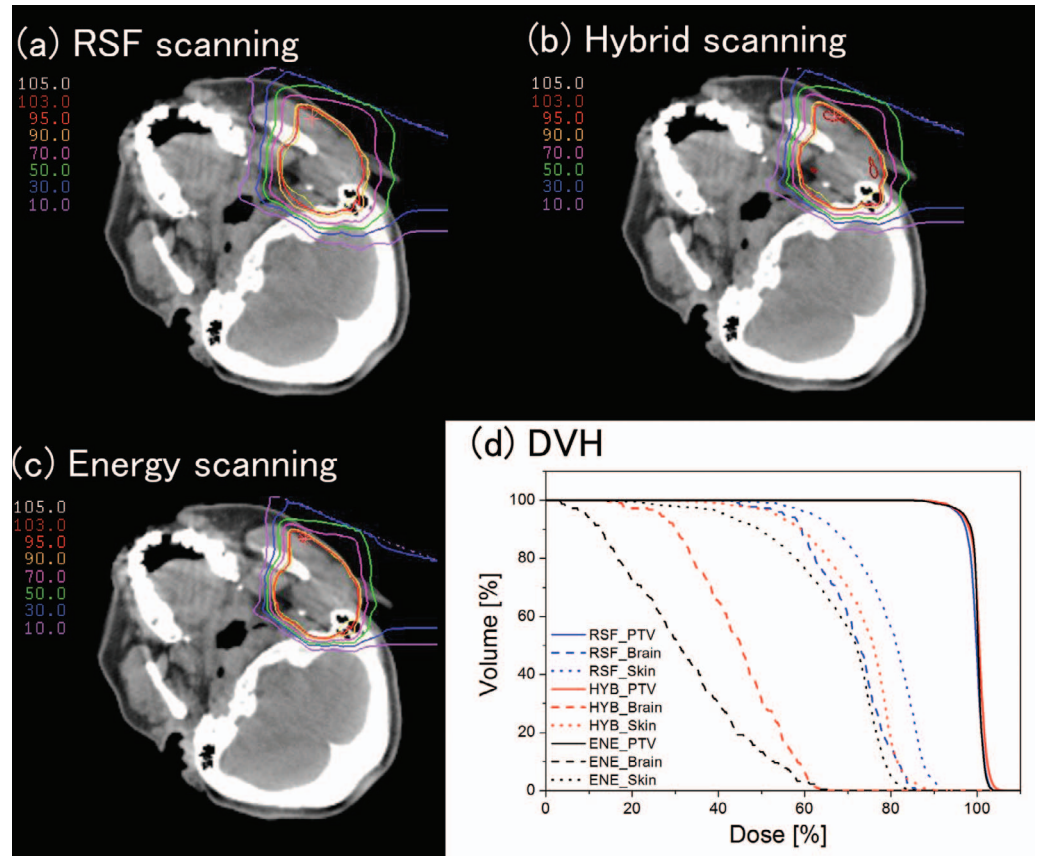 (a) RSF scanning
105.0
103.0
95.0
90.0
70.0
50.0
30.0
10.0
(b) Hybrid scanning
105.0
103.0
95.0
90.0
70.0
50.0
30.0
10.0
(c) Energy scanning
105.0
103.0
95.0
90.0
70.0
50.0
30.0
10.0
(d) DVH
100
80
60
40
20
0
Volume [%]
RSF_PTV
RSF_Brain
RSF_Skin
HYB_PTV
HYB_Brain
HYB_Skin
ENE_PTV
ENE_Brain
ENE_Skin
0 20 40 60 80 100
Dose [%]